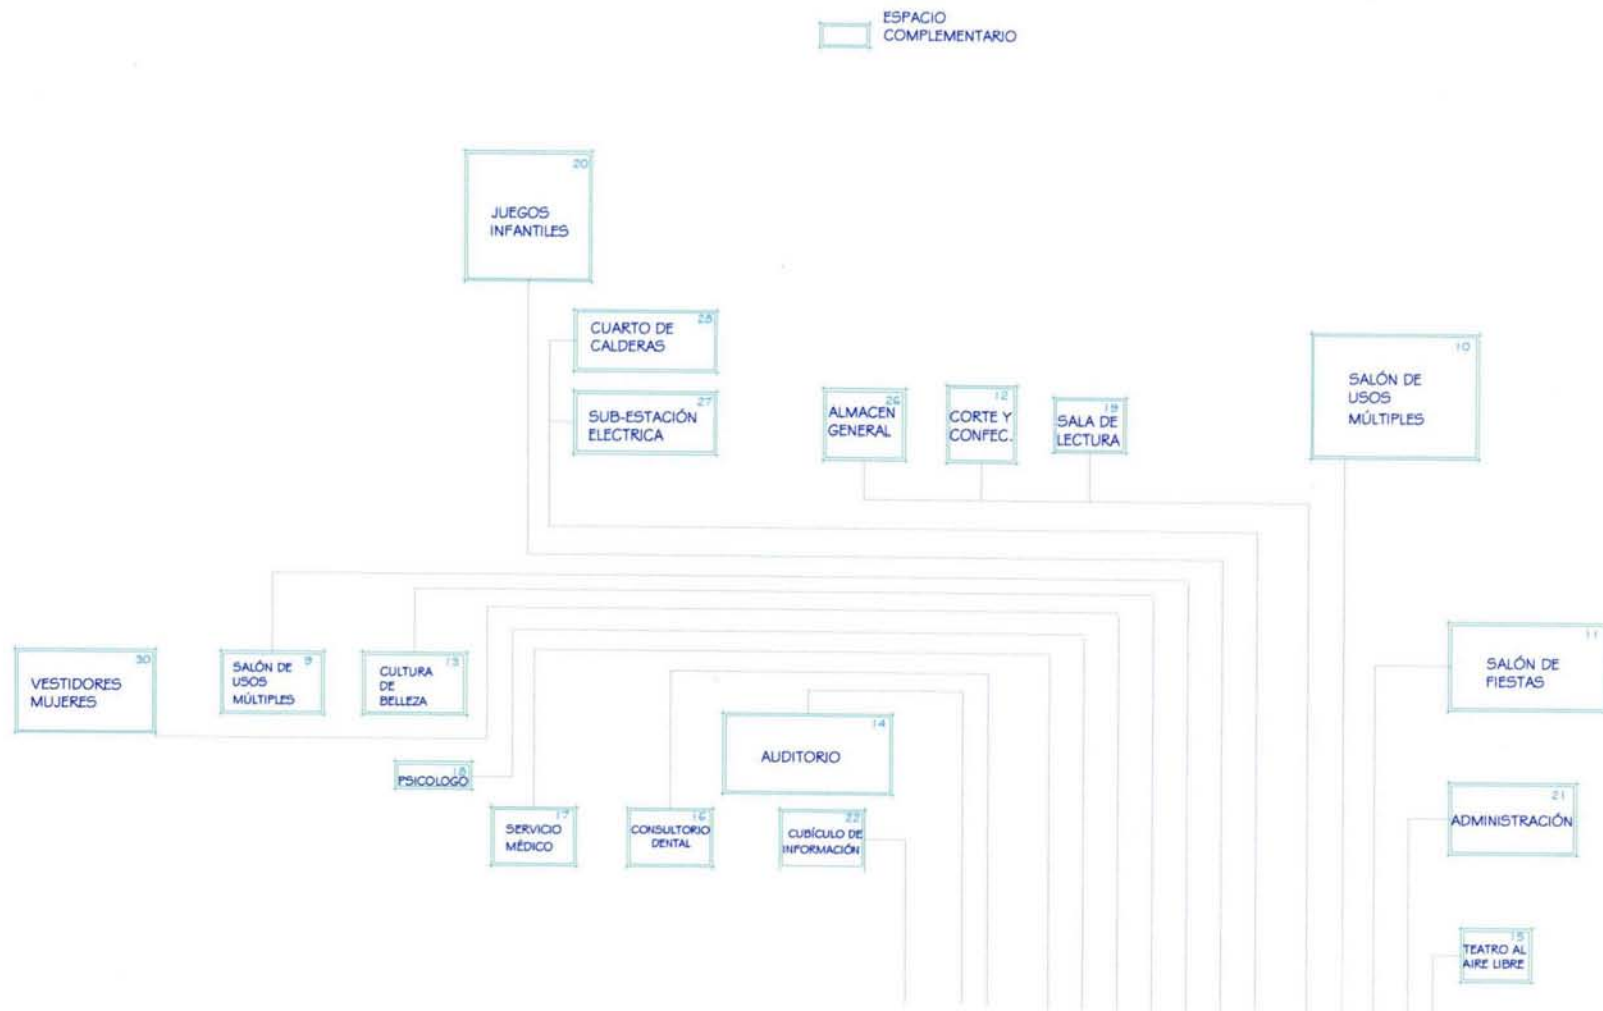 ESPACIO
COMPLEMENTARIO
20
JUEGOS
INFANTILES
28
CUARTO DE
CALDERAS
27
SUB-ESTACIÓN
ELECTRICA
26
ALMACEN
GENERAL
12
CORTE Y
CONFEC.
19
SALA DE
LECTURA
10
SALÓN DE
USOS
MÚLTIPLES
30
VESTIDORES
MUJERES
9
SALÓN DE
USOS
MÚLTIPLES
13
CULTURA
DE
BELLEZA
11
SALÓN DE
FIESTAS
14
AUDITORIO
18
PSICOLOGO
17
SERVICIO
MÉDICO
16
CONSULTORIO
DENTAL
22
CUBÍCULO DE
INFORMACIÓN
21
ADMINISTRACIÓN
15
TEATRO AL
AIRE LIBRE